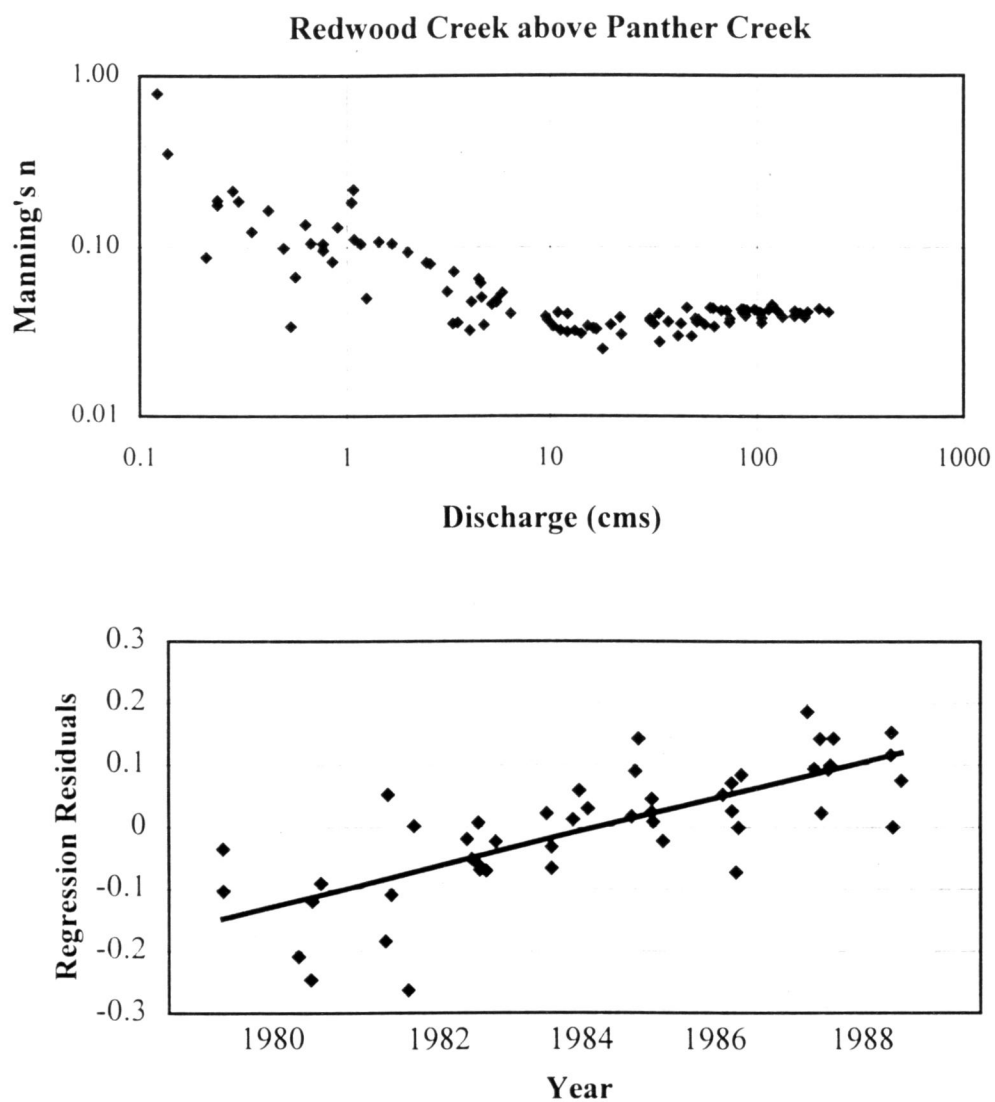 Redwood Creek above Panther Creek
1.00
0.10
0.01
Manning's n
0.1 1 10 100 1000
Discharge (cms)
0.3
0.2
0.1
0
-0.1
-0.2
-0.3
Regression Residuals
1980 1982 1984 1986 1988
Year